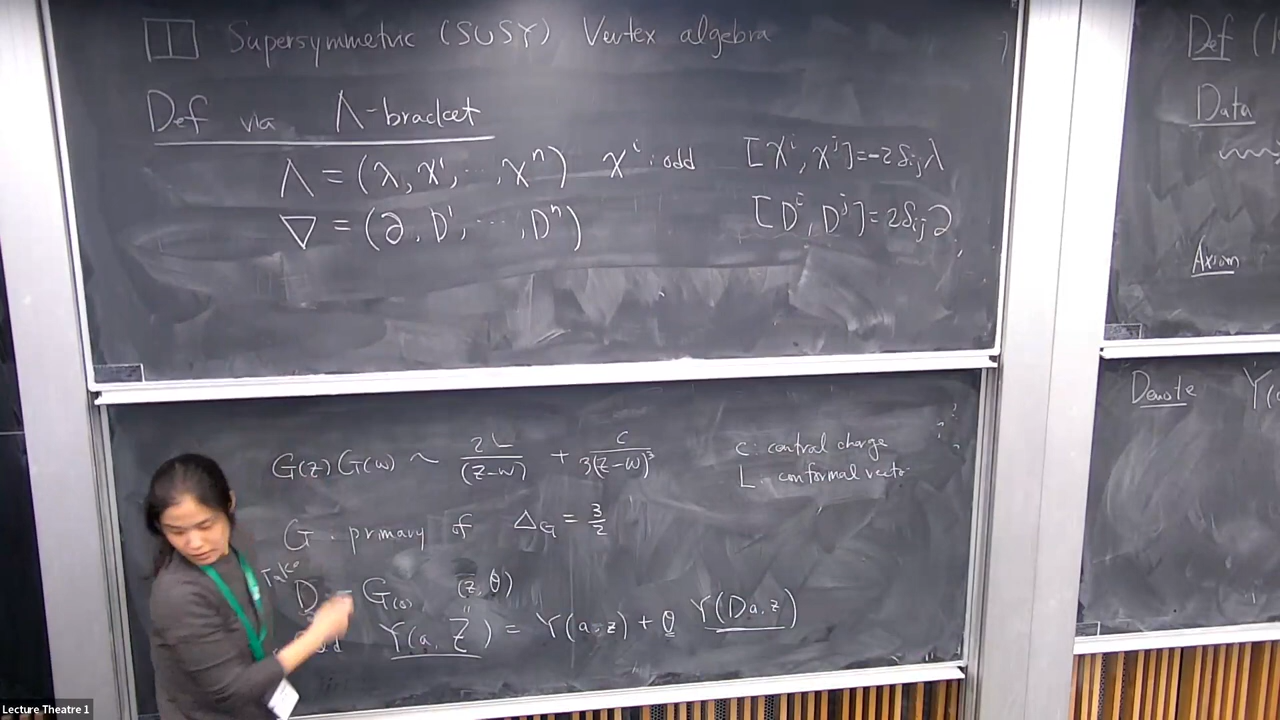 1 Supersymmetric (SUSY) Vertex algebra
Def via Λ-bracket
Λ = (λ, χ¹, ⋯, χⁿ) χⁱ: odd [χⁱ, χʲ] = -2δᵢⱼλ
∇ = (∂, D¹, ⋯, Dⁿ) [Dⁱ, Dʲ] = 2δᵢⱼ∂
G(z)G(w) ~ 2L/(z-w) + c/3(z-w)³
c: central charge
L: conformal vector
G: primary of Δ_G = 3/2
Take D = G₍₀₎ (z, θ)
Y(a, Z) = Y(a, z) + θ Y(Da, z)
Def
Data
Axiom
Denote Y(
Lecture Theatre 1